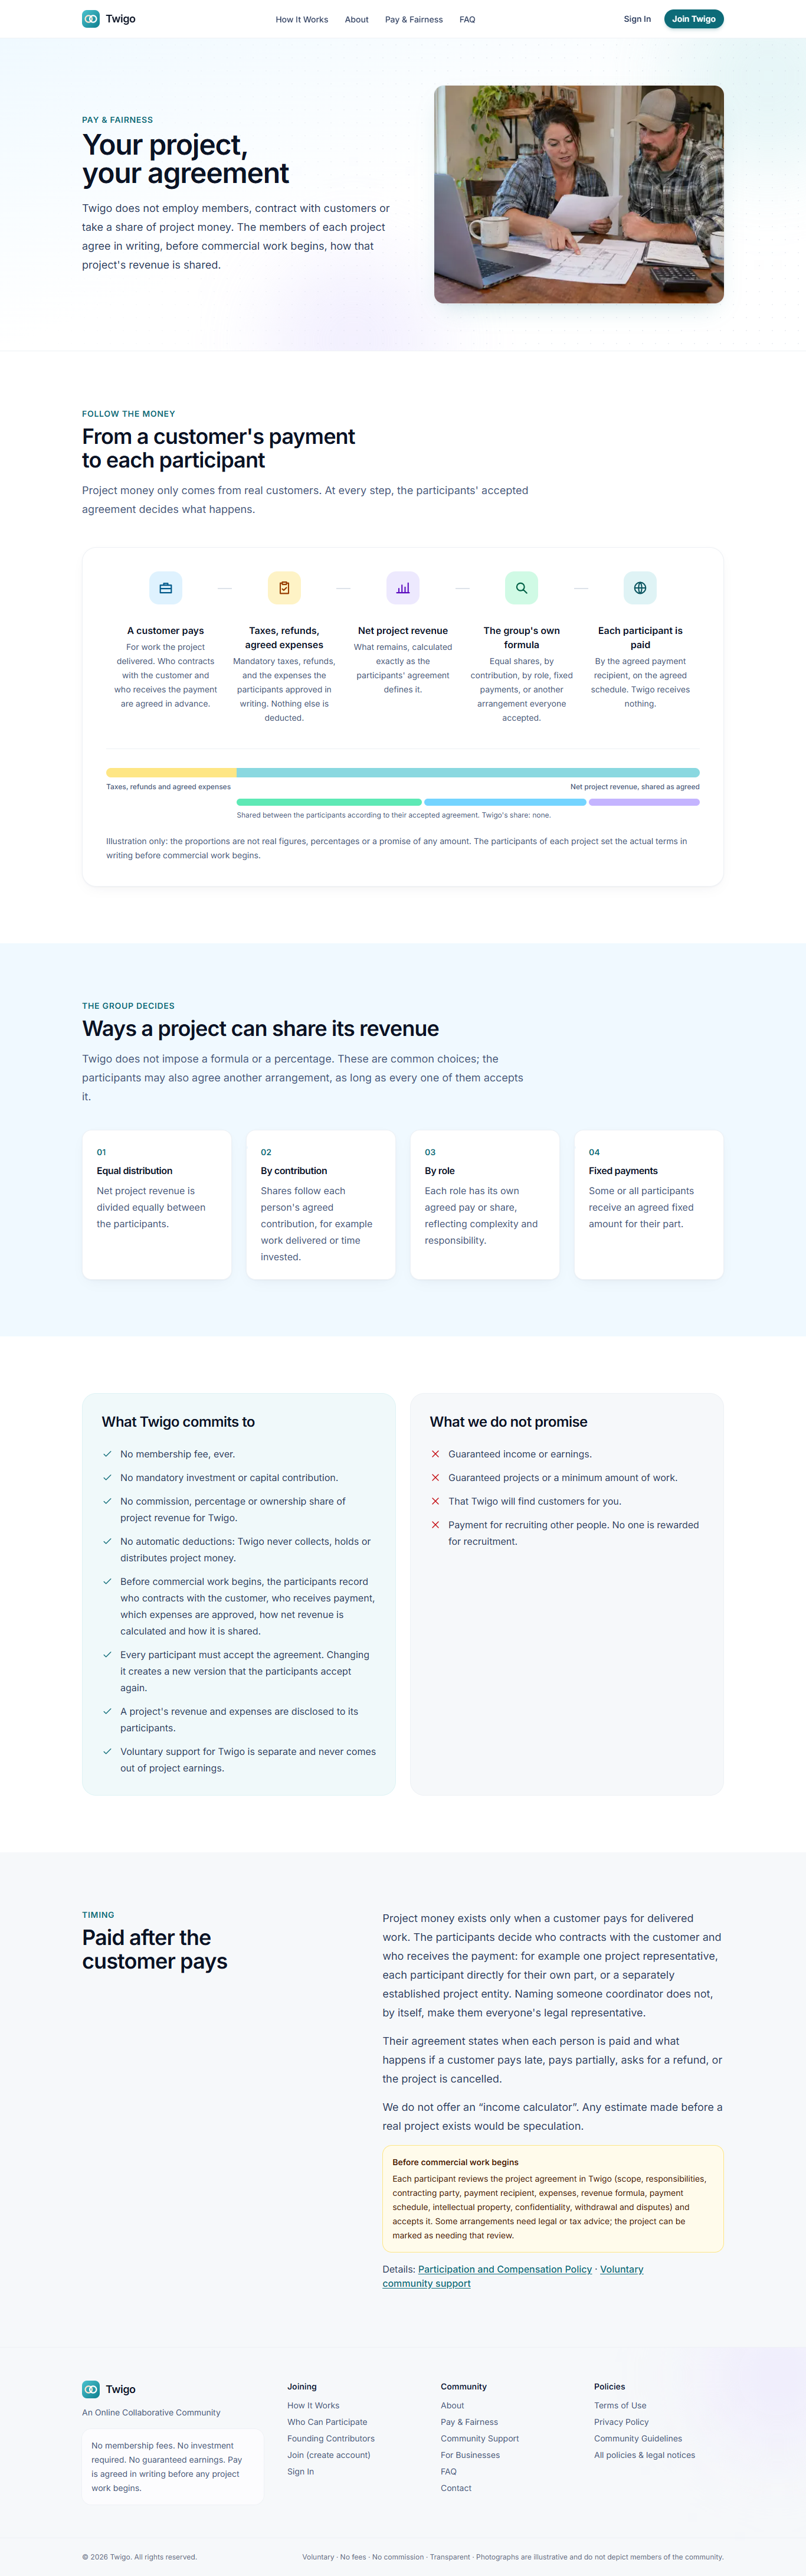 Twigo
How It Works
About
Pay & Fairness
FAQ
Sign In
Join Twigo
PAY & FAIRNESS
Your project,
your agreement
Twigo does not employ members, contract with customers or
take a share of project money. The members of each project
agree in writing, before commercial work begins, how that
project's revenue is shared.
FOLLOW THE MONEY
From a customer's payment
to each participant
Project money only comes from real customers. At every step, the participants' accepted
agreement decides what happens.
A customer pays
For work the project
delivered. Who contracts
with the customer and
who receives the payment
are agreed in advance.
Taxes, refunds,
agreed expenses
Mandatory taxes, refunds,
and the expenses the
participants approved in
writing. Nothing else is
deducted.
Net project revenue
What remains, calculated
exactly as the
participants' agreement
defines it.
The group's own
formula
Equal shares, by
contribution, by role, fixed
payments, or another
arrangement everyone
accepted.
Each participant is
paid
By the agreed payment
recipient, on the agreed
schedule. Twigo receives
nothing.
Taxes, refunds and agreed expenses
Net project revenue, shared as agreed
Shared between the participants according to their accepted agreement. Twigo's share: none.
Illustration only: the proportions are not real figures, percentages or a promise of any amount. The participants of each project set the actual terms in
writing before commercial work begins.
THE GROUP DECIDES
Ways a project can share its revenue
Twigo does not impose a formula or a percentage. These are common choices; the
participants may also agree another arrangement, as long as every one of them accepts
it.
01
Equal distribution
Net project revenue is
divided equally between
the participants.
02
By contribution
Shares follow each
person's agreed
contribution, for example
work delivered or time
invested.
03
By role
Each role has its own
agreed pay or share,
reflecting complexity and
responsibility.
04
Fixed payments
Some or all participants
receive an agreed fixed
amount for their part.
What Twigo commits to
No membership fee, ever.
No mandatory investment or capital contribution.
No commission, percentage or ownership share of
project revenue for Twigo.
No automatic deductions: Twigo never collects, holds or
distributes project money.
Before commercial work begins, the participants record
who contracts with the customer, who receives payment,
which expenses are approved, how net revenue is
calculated and how it is shared.
Every participant must accept the agreement. Changing
it creates a new version that the participants accept
again.
A project's revenue and expenses are disclosed to its
participants.
Voluntary support for Twigo is separate and never comes
out of project earnings.
What we do not promise
Guaranteed income or earnings.
Guaranteed projects or a minimum amount of work.
That Twigo will find customers for you.
Payment for recruiting other people. No one is rewarded
for recruitment.
TIMING
Paid after the
customer pays
Project money exists only when a customer pays for delivered
work. The participants decide who contracts with the customer and
who receives the payment: for example one project representative,
each participant directly for their own part, or a separately
established project entity. Naming someone coordinator does not,
by itself, make them everyone's legal representative.
Their agreement states when each person is paid and what
happens if a customer pays late, pays partially, asks for a refund, or
the project is cancelled.
We do not offer an “income calculator”. Any estimate made before a
real project exists would be speculation.
Before commercial work begins
Each participant reviews the project agreement in Twigo (scope, responsibilities,
contracting party, payment recipient, expenses, revenue formula, payment
schedule, intellectual property, confidentiality, withdrawal and disputes) and
accepts it. Some arrangements need legal or tax advice; the project can be
marked as needing that review.
Details: Participation and Compensation Policy · Voluntary
community support
Twigo
An Online Collaborative Community
No membership fees. No investment
required. No guaranteed earnings. Pay
is agreed in writing before any project
work begins.
Joining
How It Works
Who Can Participate
Founding Contributors
Join (create account)
Sign In
Community
About
Pay & Fairness
Community Support
For Businesses
FAQ
Contact
Policies
Terms of Use
Privacy Policy
Community Guidelines
All policies & legal notices
© 2026 Twigo. All rights reserved.
Voluntary · No fees · No commission · Transparent · Photographs are illustrative and do not depict members of the community.